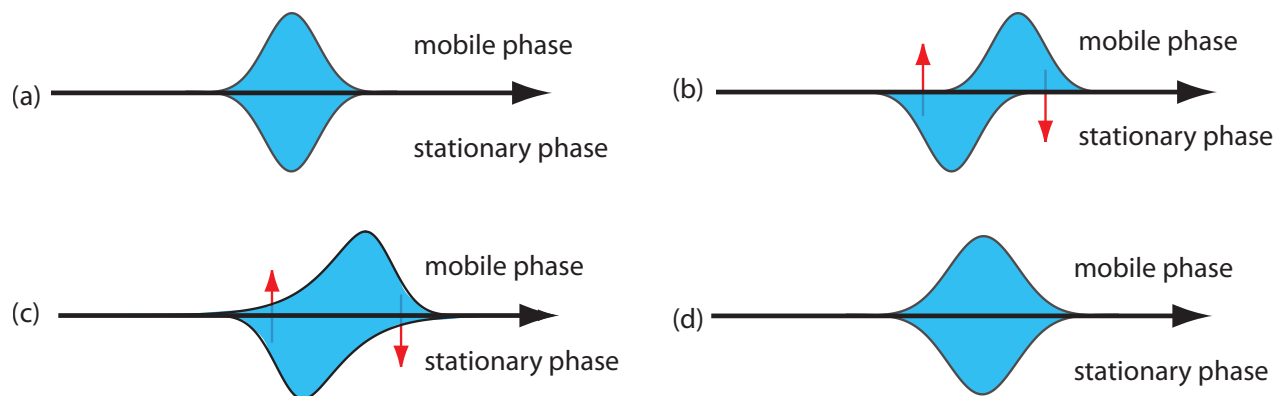 (a)
mobile phase
stationary phase
(b)
mobile phase
stationary phase
(c)
mobile phase
stationary phase
(d)
mobile phase
stationary phase